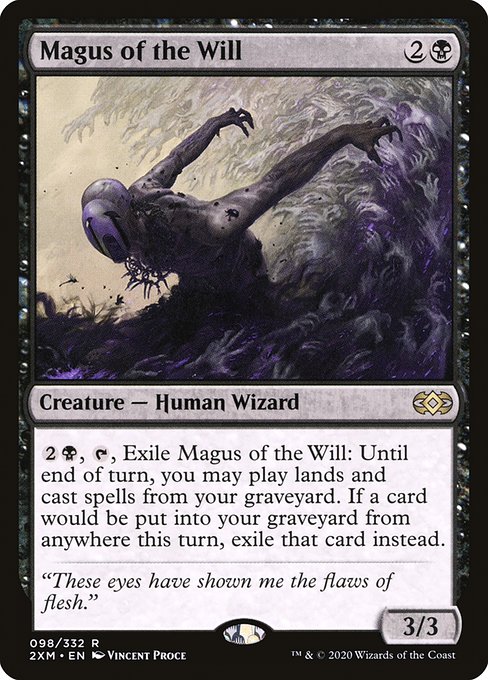 Magus of the Will 2
Creature — Human Wizard
2, , Exile Magus of the Will: Until
end of turn, you may play lands and
cast spells from your graveyard. If a card
would be put into your graveyard from
anywhere this turn, exile that card instead.
“These eyes have shown me the flaws of
flesh.”
3/3
098/332 R
2XM • EN Vincent Proce ™ & © 2020 Wizards of the Coast